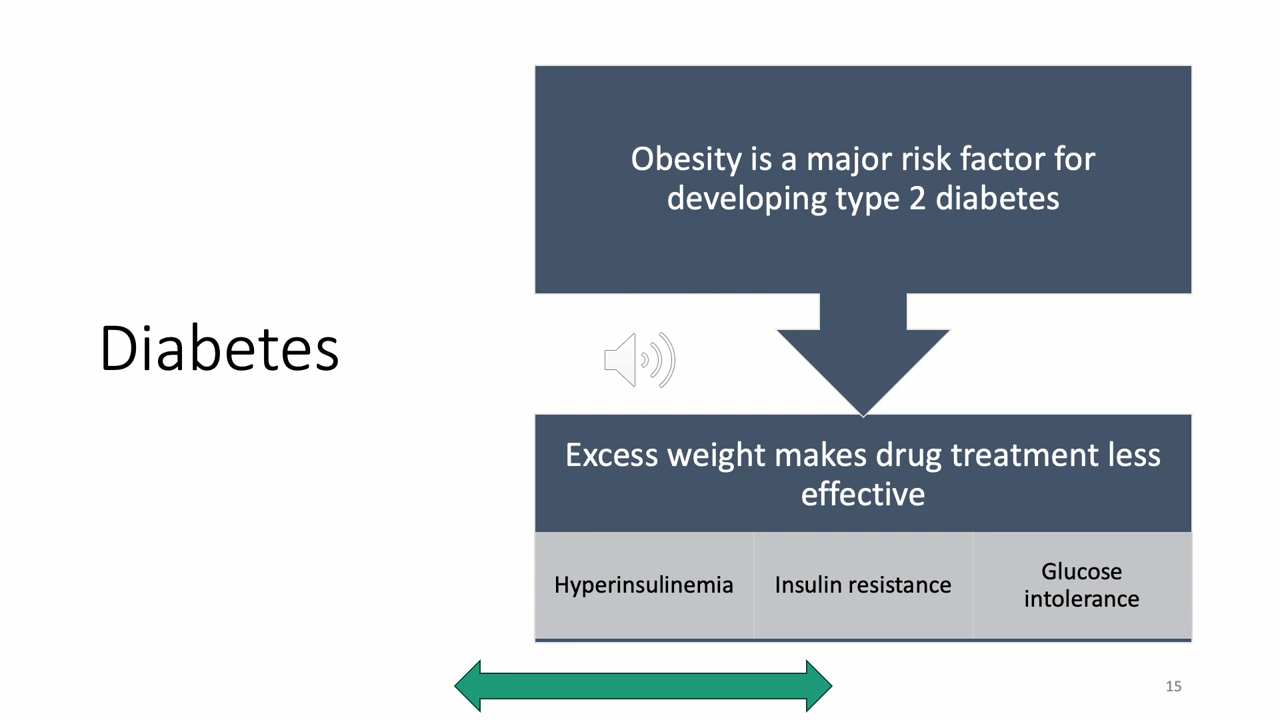 Diabetes
Obesity is a major risk factor for
developing type 2 diabetes
Excess weight makes drug treatment less
effective
Hyperinsulinemia
Insulin resistance
Glucose
intolerance
15